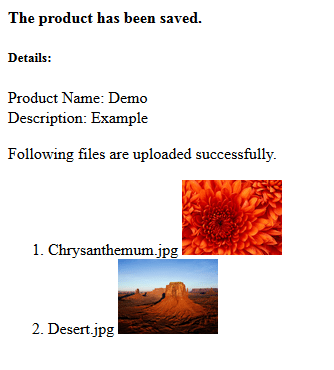 The product has been saved.
Details:
Product Name: Demo
Description: Example
Following files are uploaded successfully.
1. Chrysanthemum.jpg
2. Desert.jpg